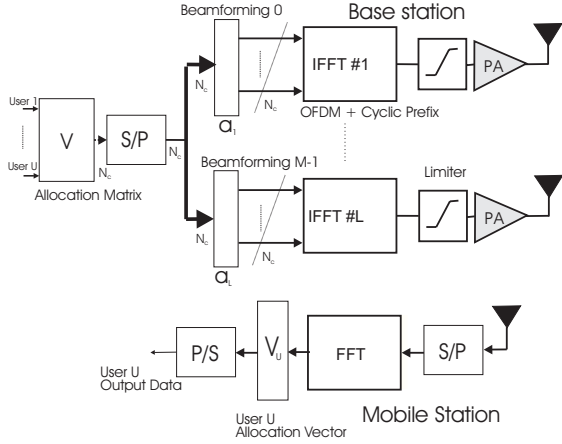 Beamforming 0
Base station
User 1
User U
V
N_c
S/P
N_c
Allocation Matrix
N_c
a_1
N_c
IFFT #1
OFDM + Cyclic Prefix
PA
Beamforming M-1
N_c
a_L
N_c
IFFT #L
Limiter
PA
User U
Output Data
P/S
V_U
User U
Allocation Vector
FFT
S/P
Mobile Station